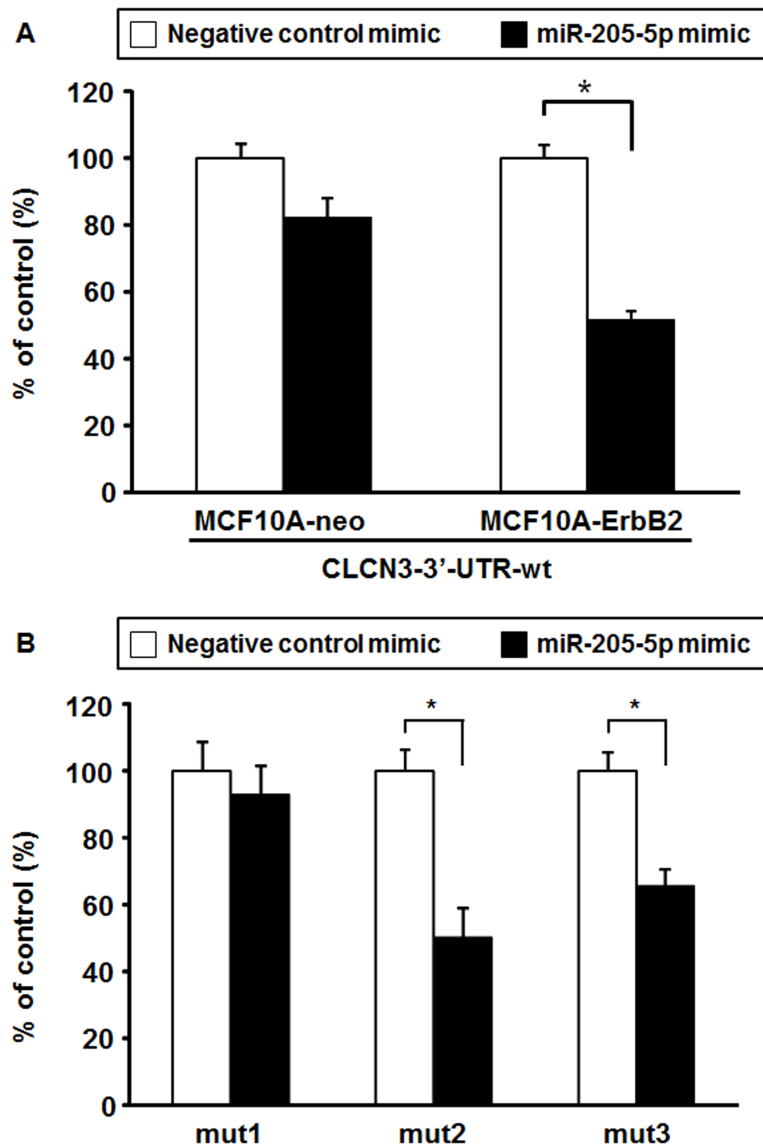 A
Negative control mimic
miR-205-5p mimic
% of control (%)
120
100
80
60
40
20
0
*
MCF10A-neo
MCF10A-ErbB2
CLCN3-3’-UTR-wt
B
Negative control mimic
miR-205-5p mimic
% of control (%)
120
100
80
60
40
20
0
*
*
mut1
mut2
mut3